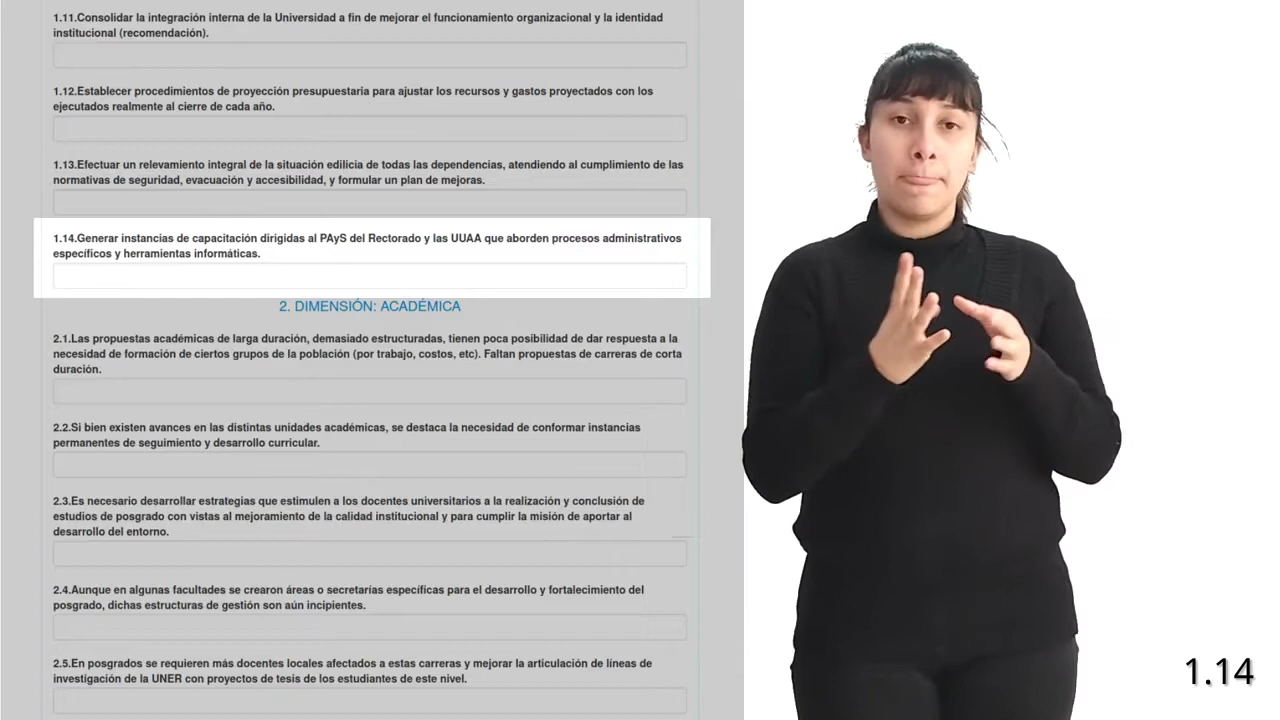 1.11.Consolidar la integración interna de la Universidad a fin de mejorar el funcionamiento organizacional y la identidad
institucional (recomendación).
1.12.Establecer procedimientos de proyección presupuestaria para ajustar los recursos y gastos proyectados con los
ejecutados realmente al cierre de cada año.
1.13.Efectuar un relevamiento integral de la situación edilicia de todas las dependencias, atendiendo al cumplimiento de las
normativas de seguridad, evacuación y accesibilidad, y formular un plan de mejoras.
1.14.Generar instancias de capacitación dirigidas al PAyS del Rectorado y las UUAA que aborden procesos administrativos
específicos y herramientas informáticas.
2. DIMENSIÓN: ACADÉMICA
2.1.Las propuestas académicas de larga duración, demasiado estructuradas, tienen poca posibilidad de dar respuesta a la
necesidad de formación de ciertos grupos de la población (por trabajo, costos, etc). Faltan propuestas de carreras de corta
duración.
2.2.Si bien existen avances en las distintas unidades académicas, se destaca la necesidad de conformar instancias
permanentes de seguimiento y desarrollo curricular.
2.3.Es necesario desarrollar estrategias que estimulen a los docentes universitarios a la realización y conclusión de
estudios de posgrado con vistas al mejoramiento de la calidad institucional y para cumplir la misión de aportar al
desarrollo del entorno.
2.4.Aunque en algunas facultades se crearon áreas o secretarías específicas para el desarrollo y fortalecimiento del
posgrado, dichas estructuras de gestión son aún incipientes.
2.5.En posgrados se requieren más docentes locales afectados a estas carreras y mejorar la articulación de líneas de
investigación de la UNER con proyectos de tesis de los estudiantes de este nivel.
1.14